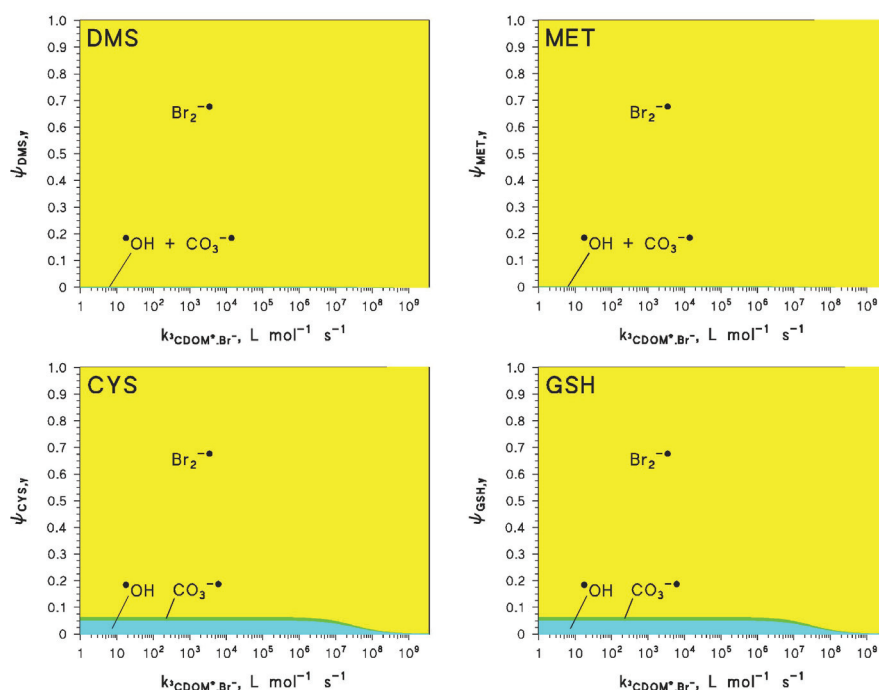 DMS
ψDMS,y
1.0
0.9
0.8
0.7
0.6
0.5
0.4
0.3
0.2
0.1
0
Br₂⁻•
•OH + CO₃⁻•
1 10 10² 10³ 10⁴ 10⁵ 10⁶ 10⁷ 10⁸ 10⁹
k³CDOM*,Br⁻, L mol⁻¹ s⁻¹
MET
ψMET,y
1.0
0.9
0.8
0.7
0.6
0.5
0.4
0.3
0.2
0.1
0
Br₂⁻•
•OH + CO₃⁻•
1 10 10² 10³ 10⁴ 10⁵ 10⁶ 10⁷ 10⁸ 10⁹
k³CDOM*,Br⁻, L mol⁻¹ s⁻¹
CYS
ψCYS,y
1.0
0.9
0.8
0.7
0.6
0.5
0.4
0.3
0.2
0.1
0
Br₂⁻•
•OH CO₃⁻•
1 10 10² 10³ 10⁴ 10⁵ 10⁶ 10⁷ 10⁸ 10⁹
k³CDOM*,Br⁻, L mol⁻¹ s⁻¹
GSH
ψGSH,y
1.0
0.9
0.8
0.7
0.6
0.5
0.4
0.3
0.2
0.1
0
Br₂⁻•
•OH CO₃⁻•
1 10 10² 10³ 10⁴ 10⁵ 10⁶ 10⁷ 10⁸ 10⁹
k³CDOM*,Br⁻, L mol⁻¹ s⁻¹